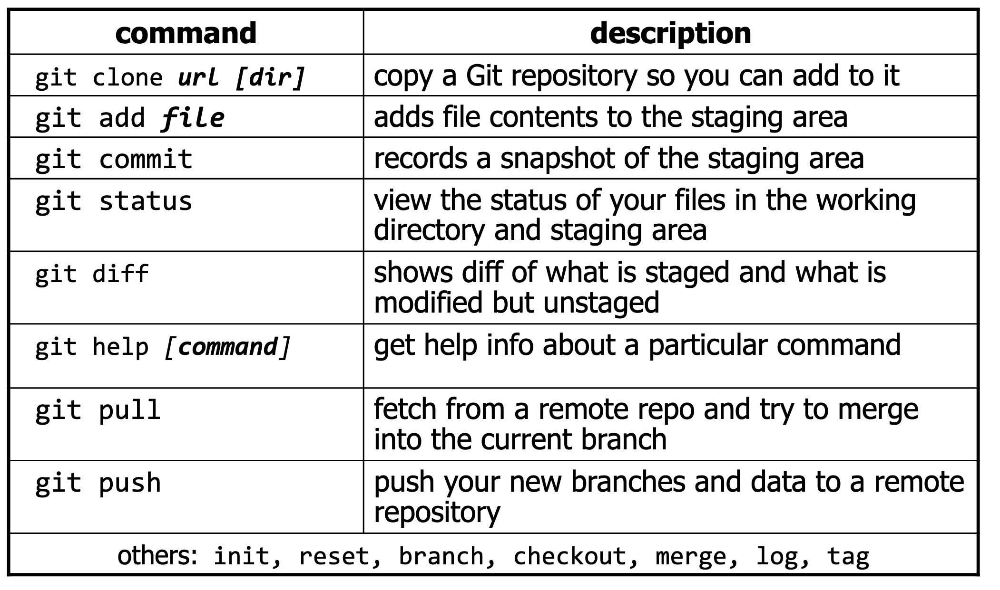 command description
git clone url [dir] copy a Git repository so you can add to it
git add file adds file contents to the staging area
git commit records a snapshot of the staging area
git status view the status of your files in the working
directory and staging area
git diff shows diff of what is staged and what is
modified but unstaged
git help [command] get help info about a particular command
git pull fetch from a remote repo and try to merge
into the current branch
git push push your new branches and data to a remote
repository
others: init, reset, branch, checkout, merge, log, tag